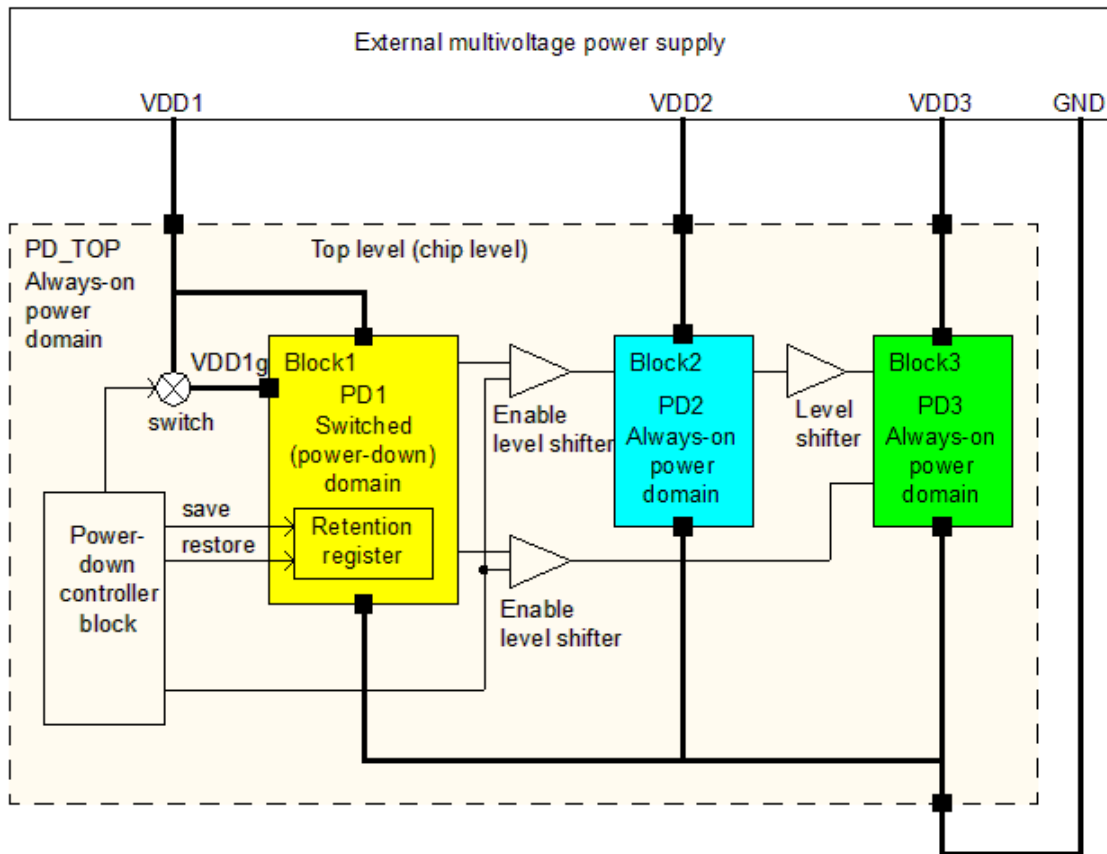 External multivoltage power supply
VDD1
VDD2
VDD3
GND
PD_TOP
Always-on
power
domain
Top level (chip level)
VDD1g
switch
Block1
PD1
Switched
(power-down)
domain
Retention
register
Enable
level shifter
Block2
PD2
Always-on
power
domain
Level
shifter
Block3
PD3
Always-on
power
domain
Power-
down
controller
block
save
restore
Enable
level shifter